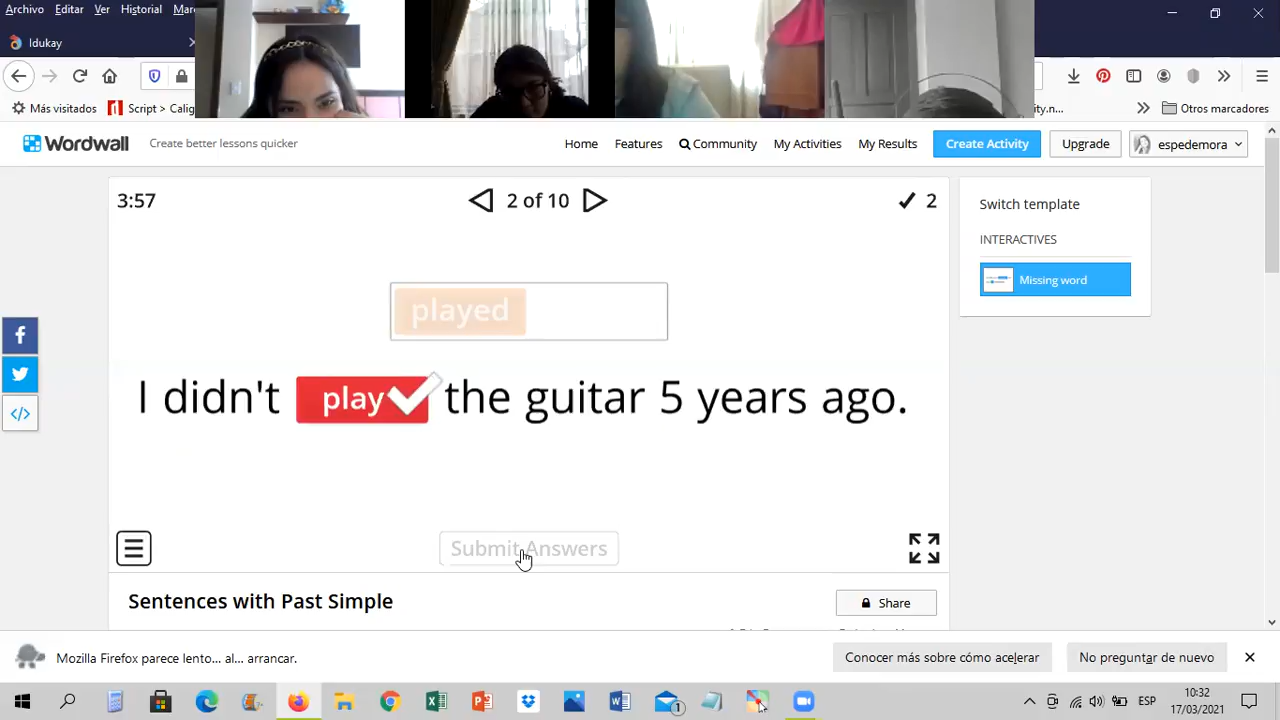 Archivo Editar Ver Historial Mar
Idukay
Más visitados
Script > Calig
ty.n...
Otros marcadores
Wordwall
Create better lessons quicker
Home Features Community My Activities My Results Create Activity Upgrade espedemora
3:57
2 of 10
2
Switch template
INTERACTIVES
Missing word
played
I didn't play the guitar 5 years ago.
Submit Answers
Sentences with Past Simple
Share
Mozilla Firefox parece lento... al... arrancar.
Conocer más sobre cómo acelerar
No preguntar de nuevo
1
ESP
10:32
17/03/2021